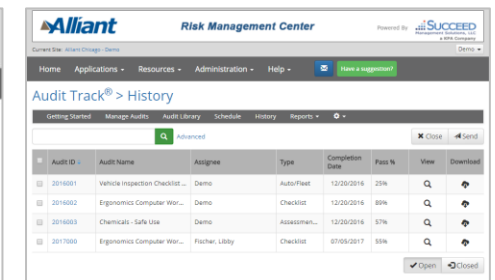 Alliant
Risk Management Center
Powered By
SUCCEED
Management Solutions, LLC
a KPA Company
Current Site: Alliant Chicago - Demo
Demo
Home Applications Resources Administration Help Have a suggestion?
Audit Track® > History
Getting Started Manage Audits Audit Library Schedule History Reports
Advanced Close Send
Audit ID Audit Name Assignee Type Completion Date Pass % View Download
2016001 Vehicle Inspection Checklist ... Demo Auto/Fleet 12/20/2016 25%
2016002 Ergonomics Computer Wor... Demo Checklist 12/20/2016 89%
2016003 Chemicals - Safe Use Demo Assessmen... 12/20/2016 57%
2017000 Ergonomics Computer Wor... Fischer, Libby Checklist 07/05/2017 55%
Open Closed